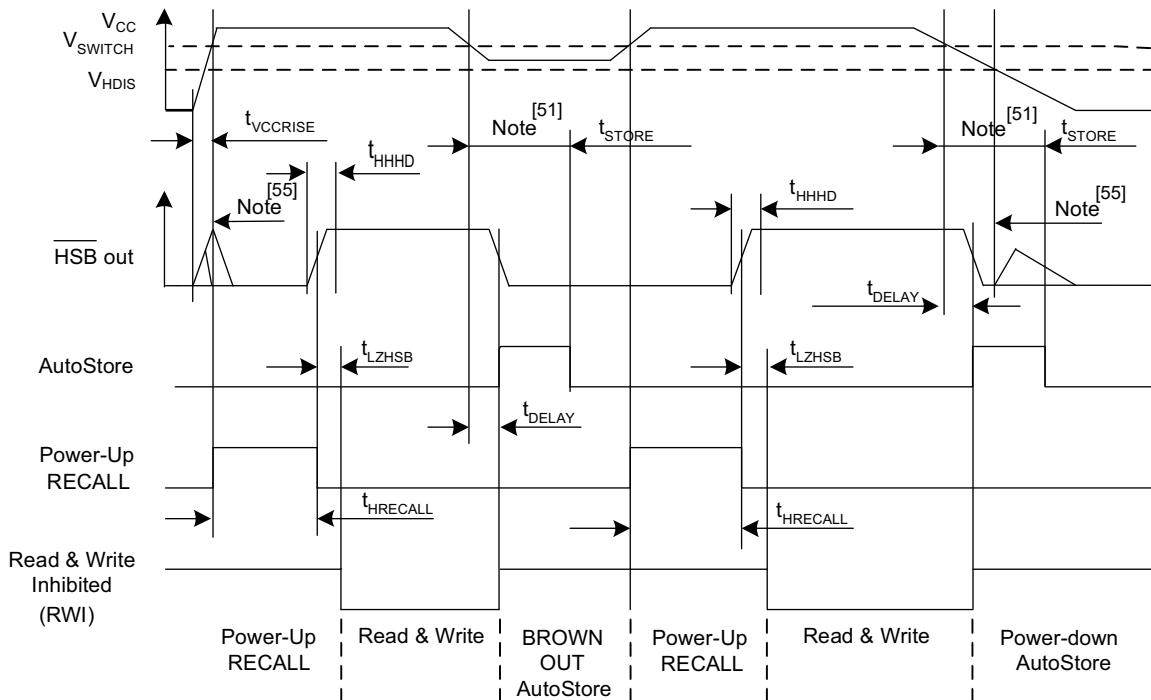 VCC
VSWITCH
VHDIS
tVCCRISE
Note[51]
tSTORE
Note[51]
tSTORE
tHHHD
Note[55]
tHHHD
Note[55]
HSB out
tDELAY
AutoStore
tLZHSB
tLZHSB
tDELAY
Power-Up
RECALL
tHRECALL
tHRECALL
Read & Write
Inhibited
(RWI)
Power-Up
RECALL
Read & Write
BROWN
OUT
AutoStore
Power-Up
RECALL
Read & Write
Power-down
AutoStore